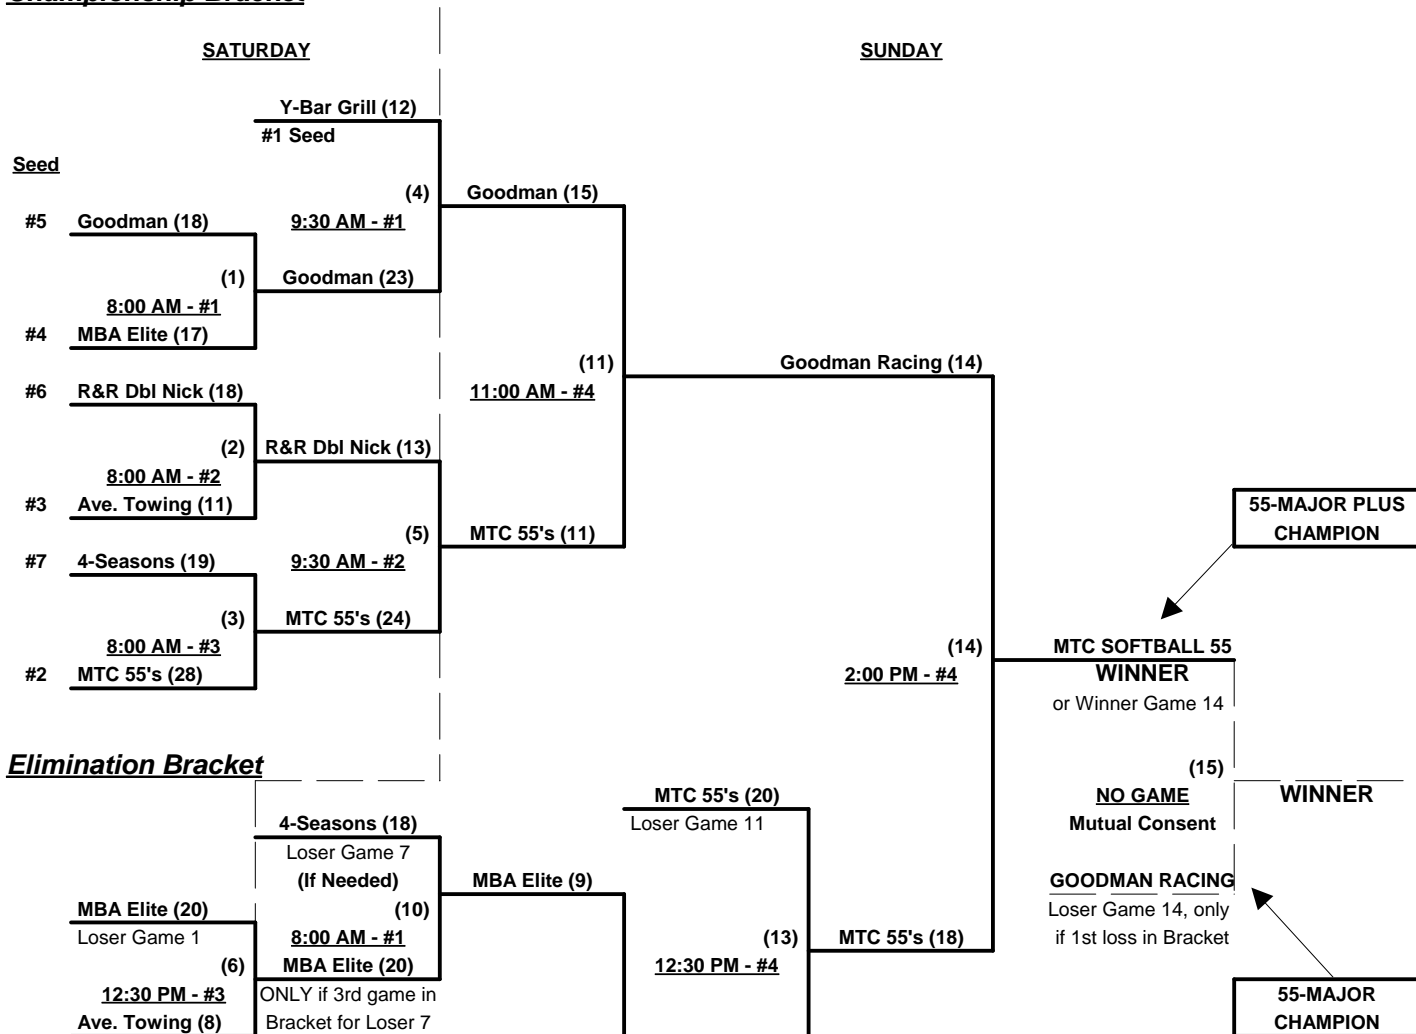 Championship Bracket
SATURDAY
SUNDAY
Y-Bar Grill (12)
#1 Seed
Seed
(4)
Goodman (15)
#5
Goodman (18)
9:30 AM - #1
(1)
Goodman (23)
8:00 AM - #1
#4
MBA Elite (17)
(11)
Goodman Racing (14)
#6
R&R Dbl Nick (18)
11:00 AM - #4
(2)
R&R Dbl Nick (13)
8:00 AM - #2
#3
Ave. Towing (11)
55-MAJOR PLUS
CHAMPION
(5)
MTC 55's (11)
#7
4-Seasons (19)
9:30 AM - #2
(3)
MTC 55's (24)
8:00 AM - #3
(14)
MTC SOFTBALL 55
#2
MTC 55's (28)
2:00 PM - #4
WINNER
or Winner Game 14
Elimination Bracket
(15)
MTC 55's (20)
NO GAME
WINNER
4-Seasons (18)
Loser Game 11
Mutual Consent
Loser Game 7
(If Needed)
MBA Elite (9)
GOODMAN RACING
MBA Elite (20)
(10)
Loser Game 14, only
Loser Game 1
8:00 AM - #1
(13)
MTC 55's (18)
if 1st loss in Bracket
(6)
MBA Elite (20)
12:30 PM - #4
12:30 PM - #3
ONLY if 3rd game in
55-MAJOR
Ave. Towing (8)
Bracket for Loser 7
CHAMPION